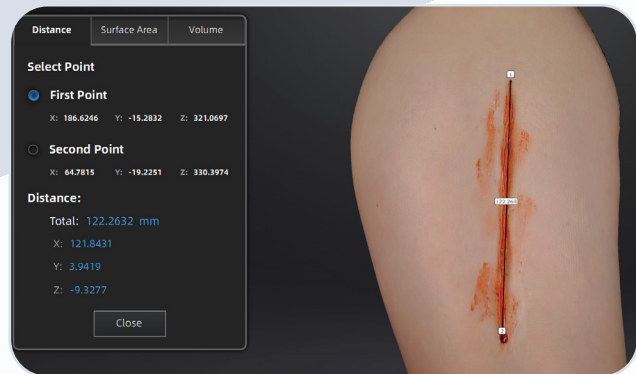 Distance Surface Area Volume
Select Point
First Point
X: 186.6246 Y: -15.2832 Z: 321.0697
Second Point
X: 64.7815 Y: -19.2251 Z: 330.3974
Distance:
Total: 122.2632 mm
X: 121.8431
Y: 3.9419
Z: -9.3277
Close
1
122.263
2